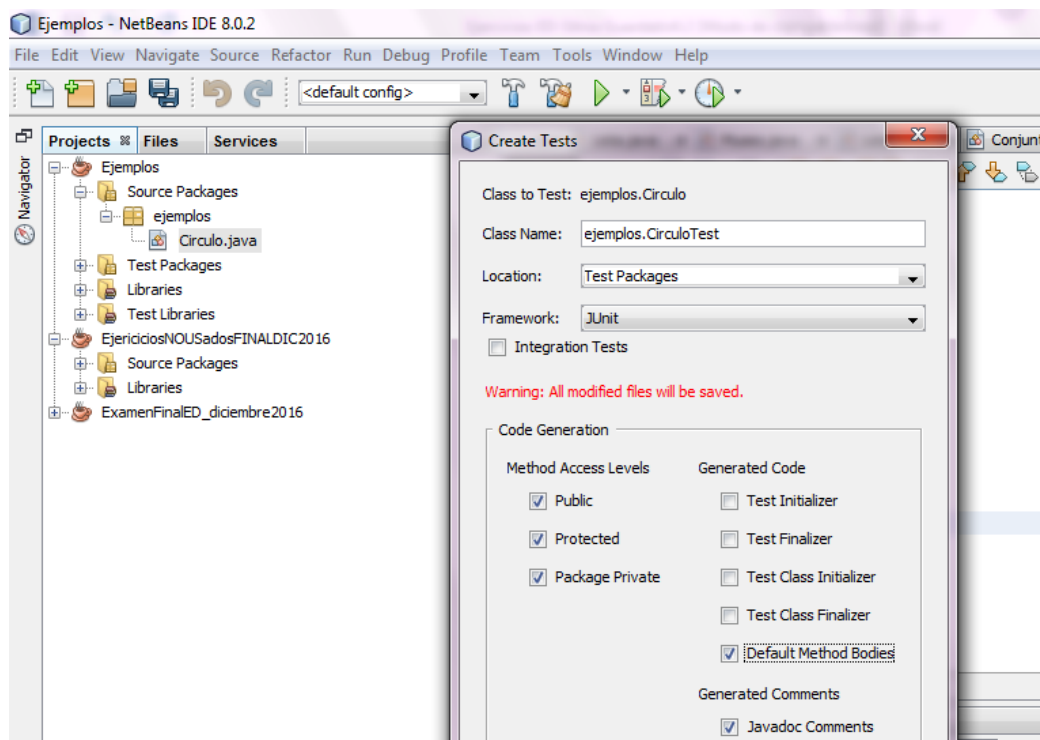 Ejemplos - NetBeans IDE 8.0.2
File Edit View Navigate Source Refactor Run Debug Profile Team Tools Window Help
<default config>
Projects Files Services
Navigator
Ejemplos
Source Packages
ejemplos
Circulo.java
Test Packages
Libraries
Test Libraries
EjericiciosNOUSadosFINALDIC2016
Source Packages
Libraries
ExamenFinalED_diciembre2016
Create Tests
Conjunt
Class to Test: ejemplos.Circulo
Class Name: ejemplos.CirculoTest
Location: Test Packages
Framework: JUnit
Integration Tests
Warning: All modified files will be saved.
Code Generation
Method Access Levels
Public
Protected
Package Private
Generated Code
Test Initializer
Test Finalizer
Test Class Initializer
Test Class Finalizer
Default Method Bodies
Generated Comments
Javadoc Comments